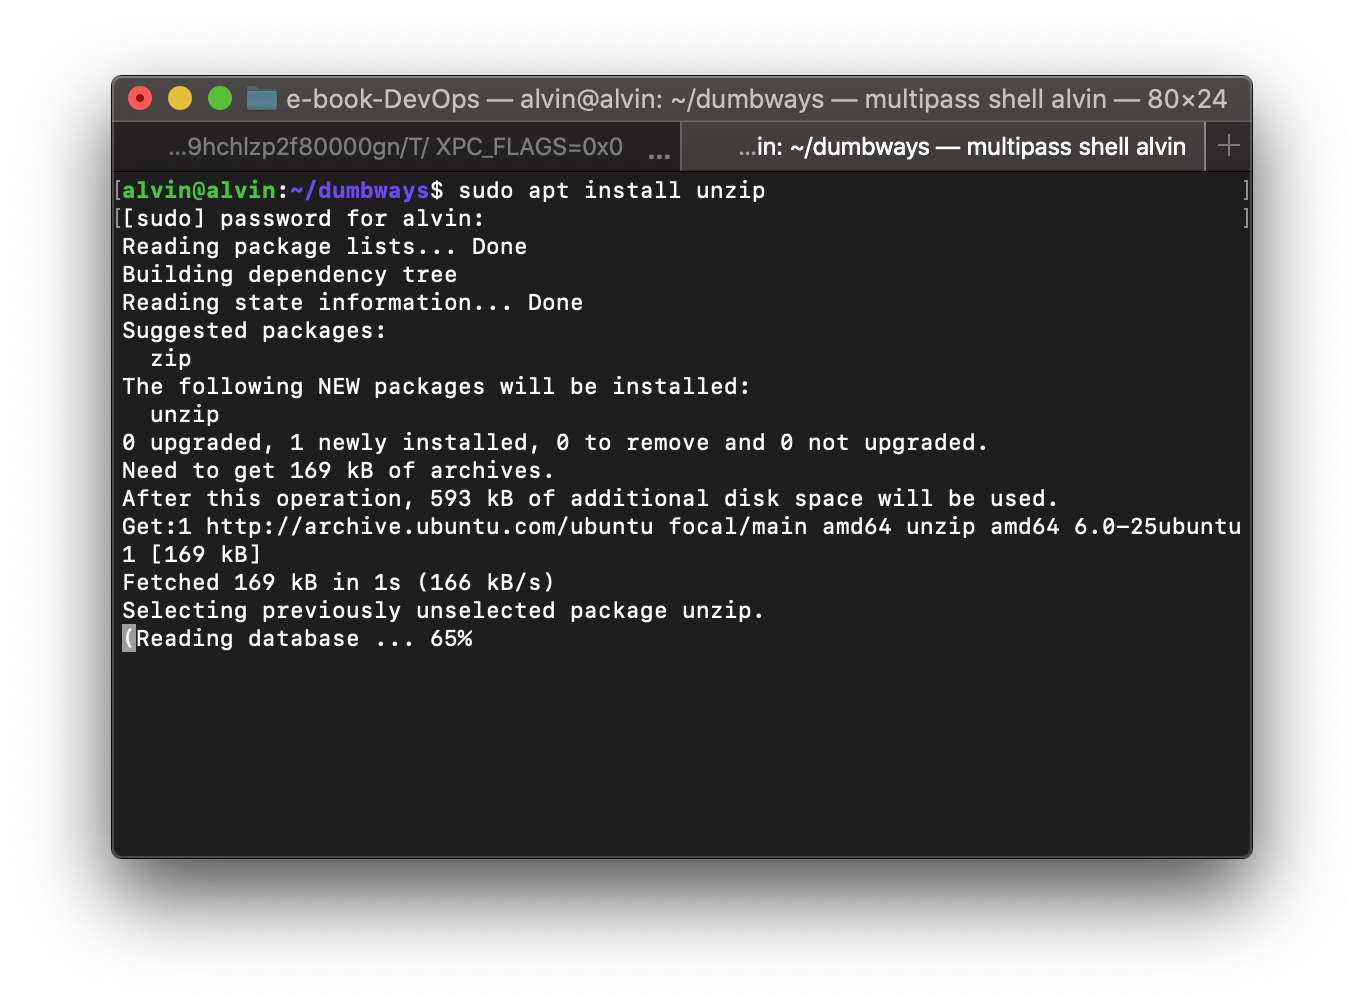 e-book-DevOps — alvin@alvin: ~/dumbways — multipass shell alvin — 80×24
...9hchlzp2f80000gn/T/ XPC_FLAGS=0x0 ... ...in: ~/dumbways — multipass shell alvin +
[alvin@alvin:~/dumbways$ sudo apt install unzip ]
[[sudo] password for alvin: ]
Reading package lists... Done
Building dependency tree
Reading state information... Done
Suggested packages:
  zip
The following NEW packages will be installed:
  unzip
0 upgraded, 1 newly installed, 0 to remove and 0 not upgraded.
Need to get 169 kB of archives.
After this operation, 593 kB of additional disk space will be used.
Get:1 http://archive.ubuntu.com/ubuntu focal/main amd64 unzip amd64 6.0-25ubuntu
1 [169 kB]
Fetched 169 kB in 1s (166 kB/s)
Selecting previously unselected package unzip.
(Reading database ... 65%